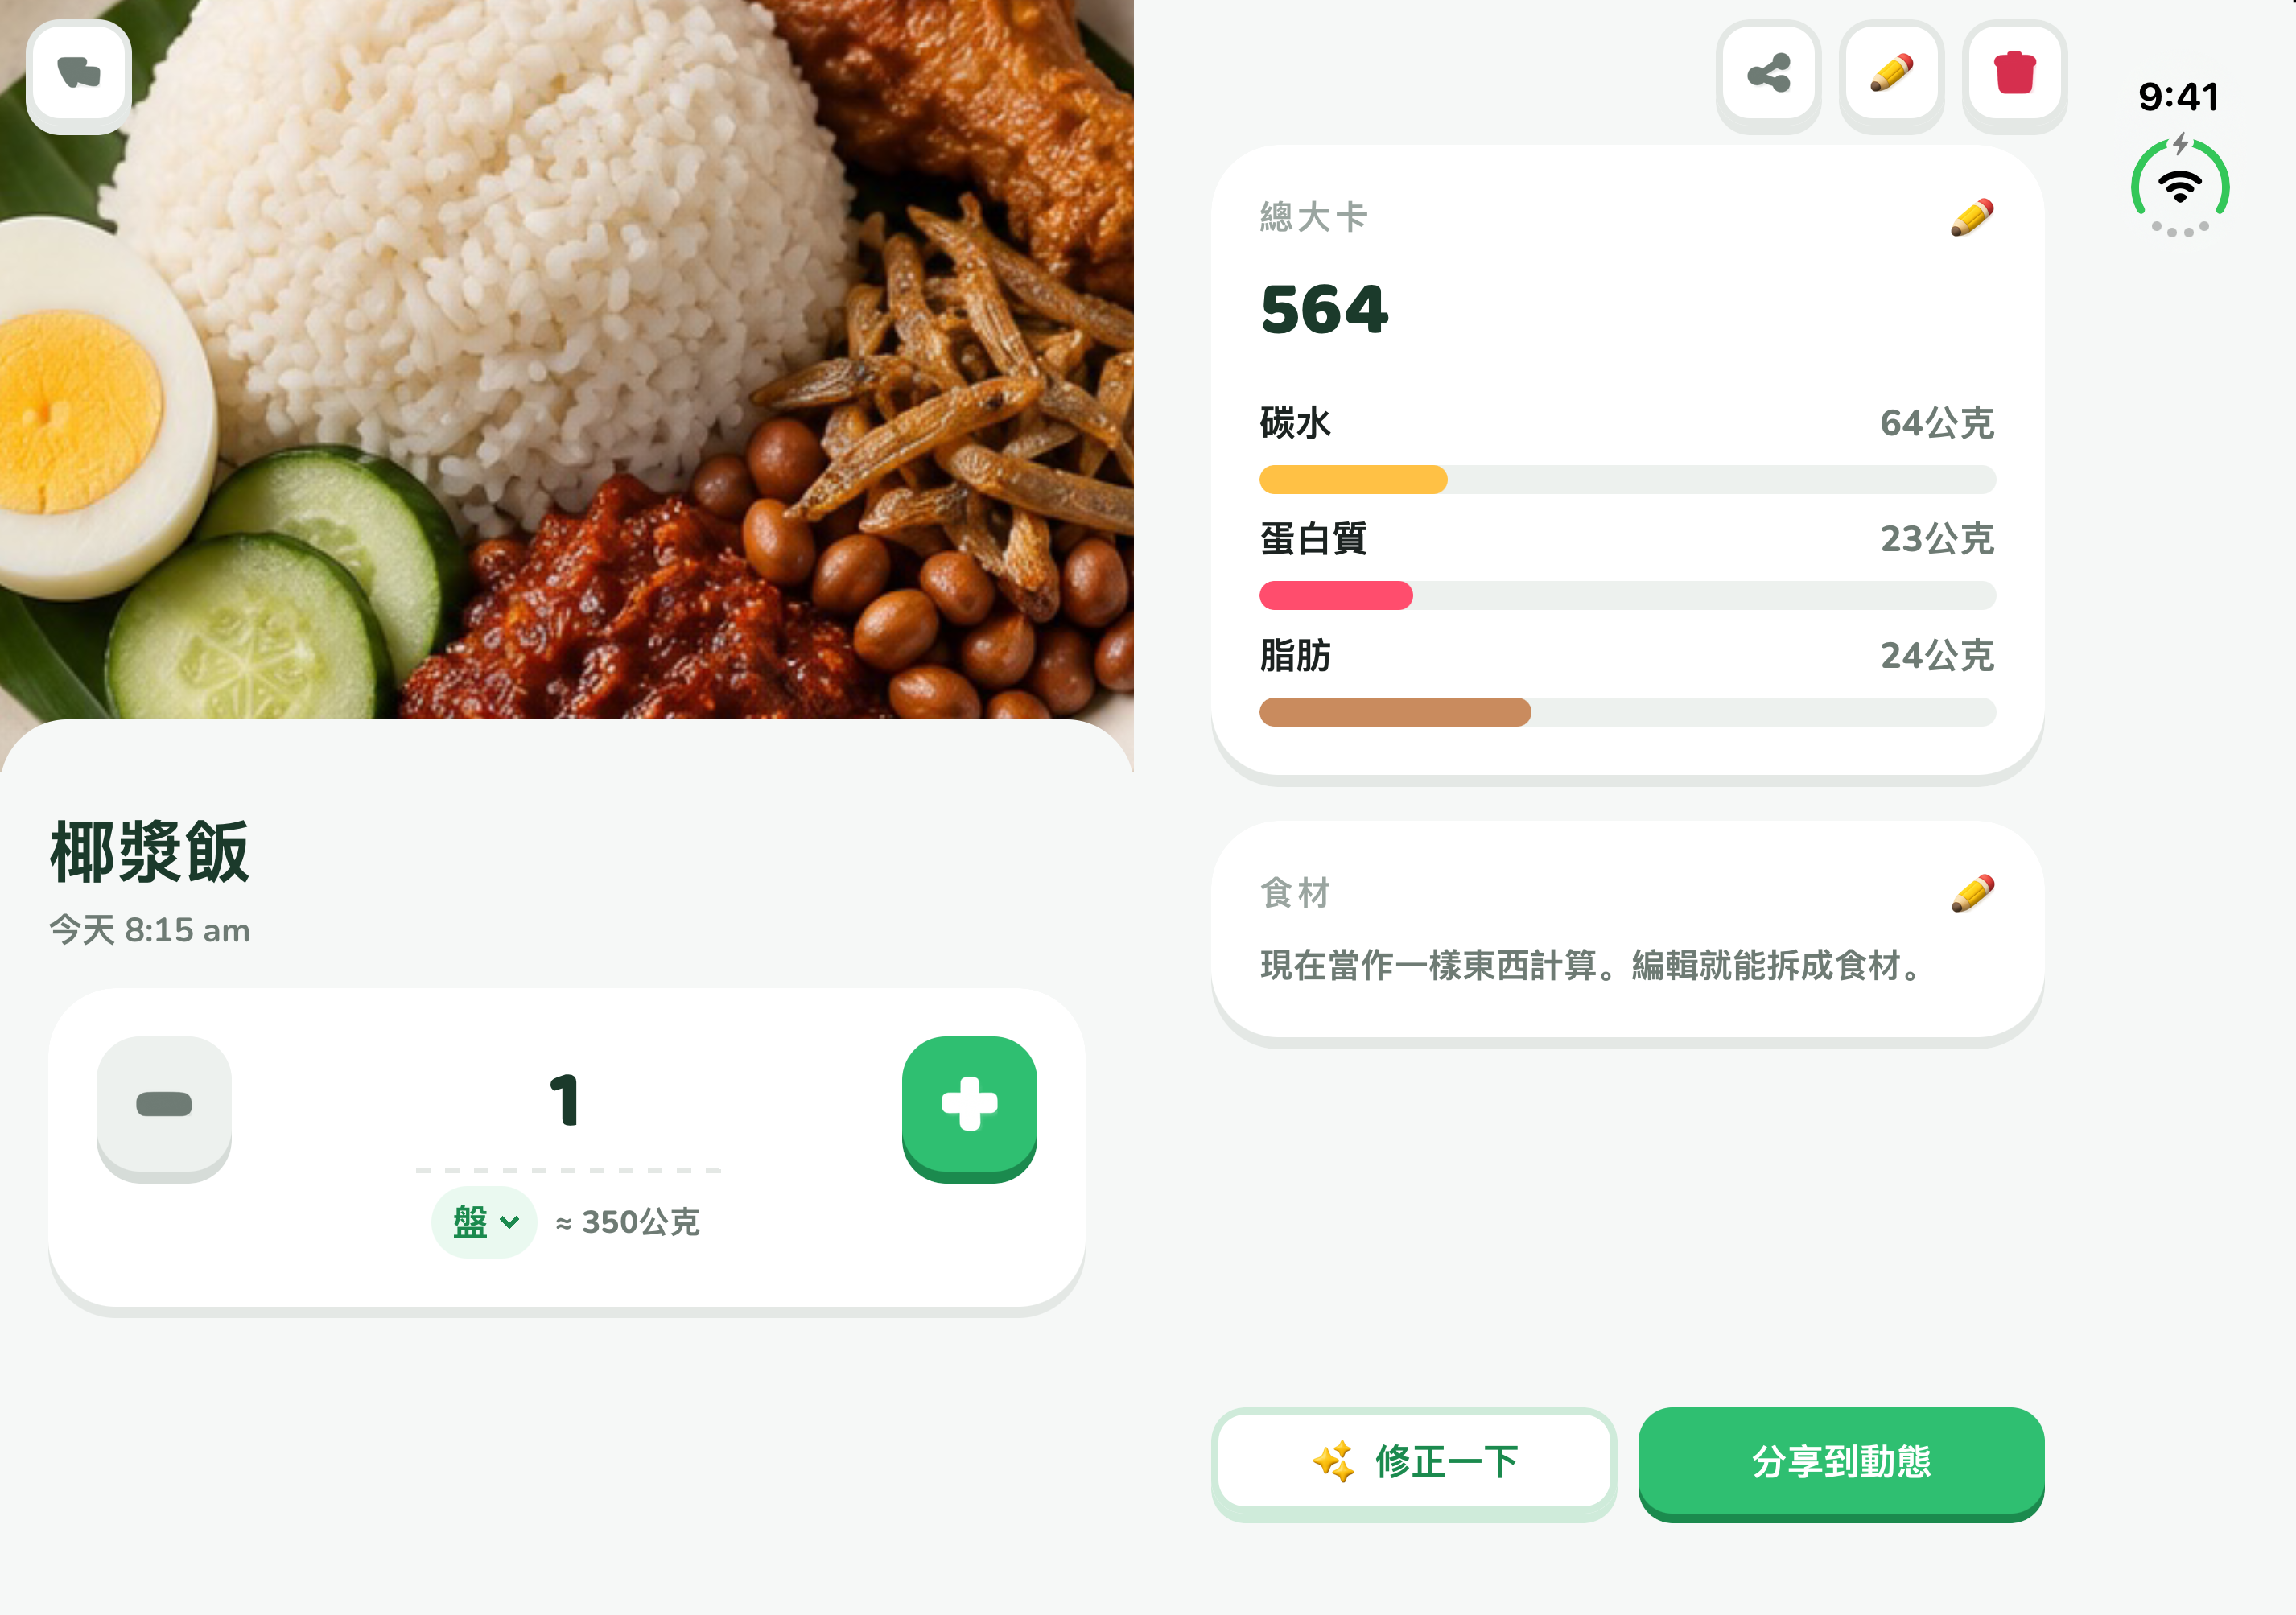 椰漿飯
今天 8:15 am
1
盤 ≈ 350公克
9:41
總大卡
564
碳水 64公克
蛋白質 23公克
脂肪 24公克
食材
現在當作一樣東西計算。編輯就能拆成食材。
修正一下
分享到動態